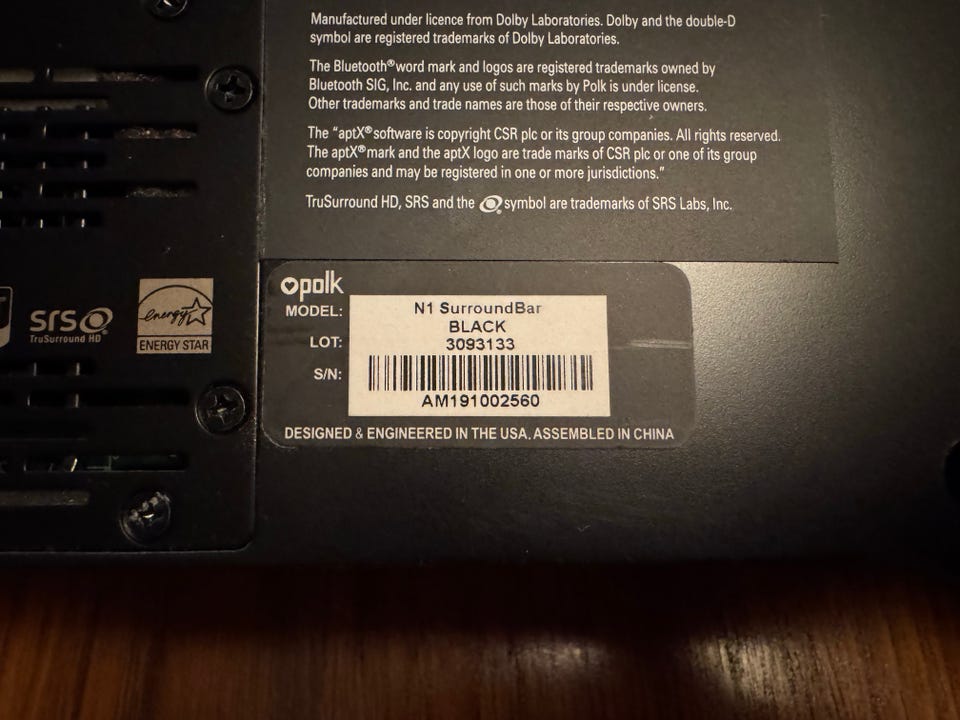 Manufactured under licence from Dolby Laboratories. Dolby and the double-D
symbol are registered trademarks of Dolby Laboratories.
The Bluetooth® word mark and logos are registered trademarks owned by
Bluetooth SIG, Inc. and any use of such marks by Polk is under license.
Other trademarks and trade names are those of their respective owners.
The "aptX® software is copyright CSR plc or its group companies. All rights reserved.
The aptX® mark and the aptX logo are trade marks of CSR plc or one of its group
companies and may be registered in one or more jurisdictions."
TruSurround HD, SRS and the ® symbol are trademarks of SRS Labs, Inc.
SRS®
TruSurround HD
energy
ENERGY STAR
polk
MODEL: N1 SurroundBar
BLACK
LOT: 3093133
S/N:
AM191002560
DESIGNED & ENGINEERED IN THE USA. ASSEMBLED IN CHINA